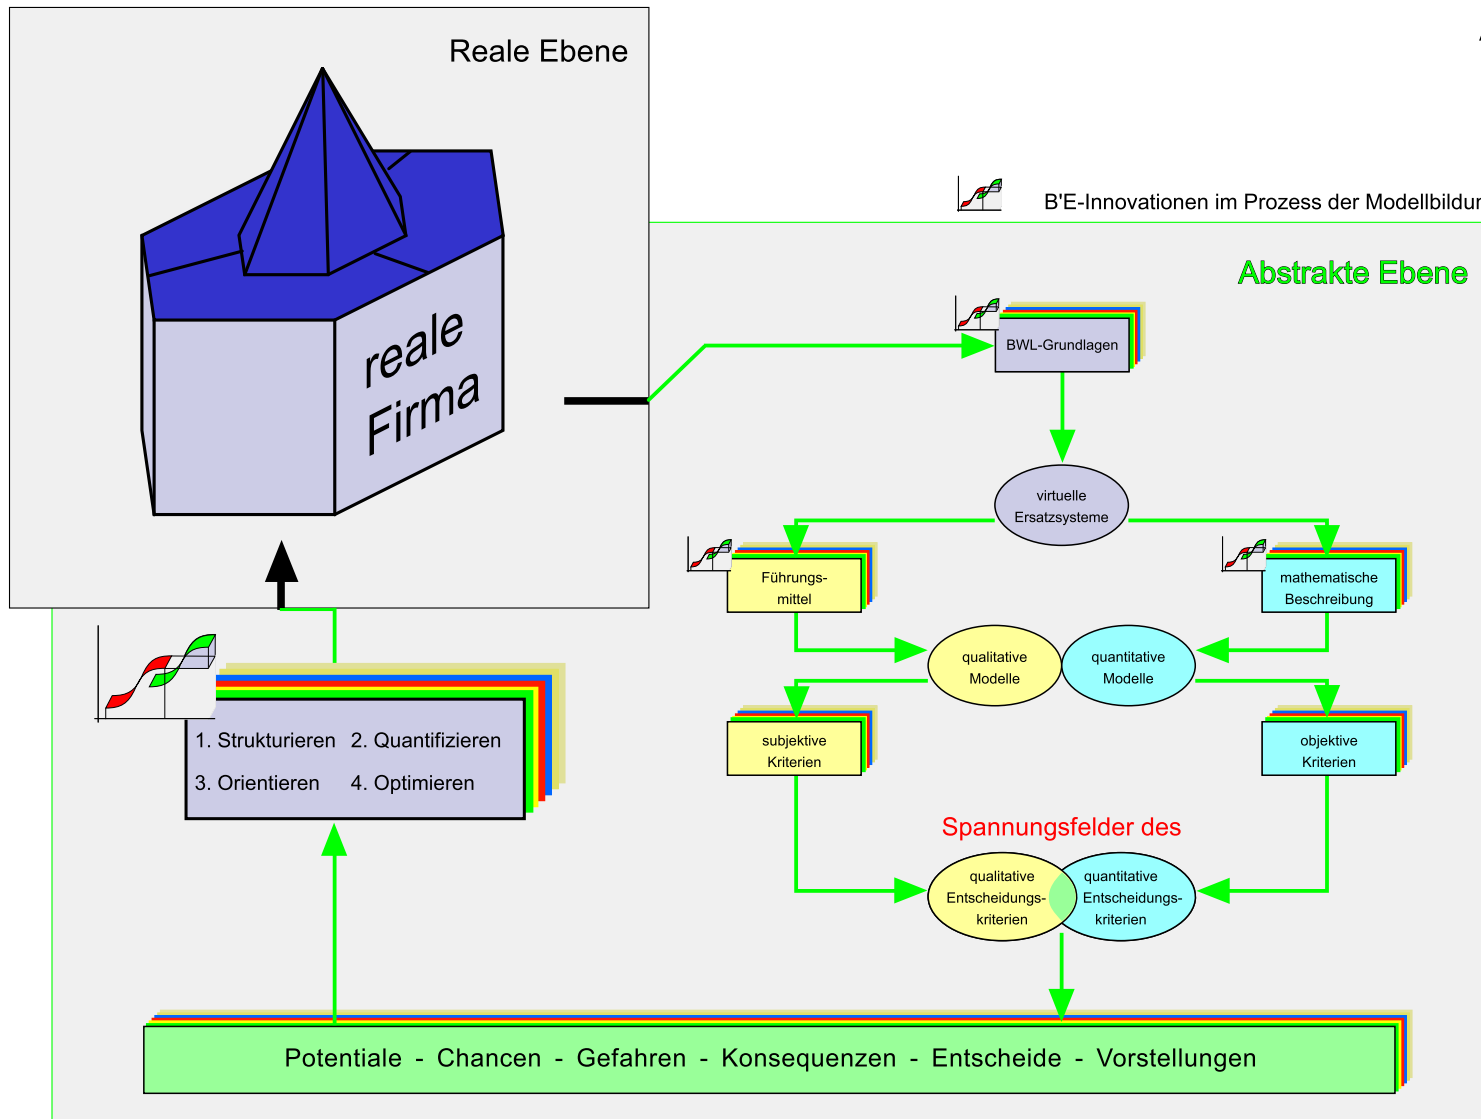 Reale Ebene
B'E-Innovationen im Prozess der
Abstrakte Ebene
reale
Firma
BWL-Grundlagen
virtuelle
Ersatzsysteme
Führungs-
mittel
mathematische
Beschreibung
qualitative
Modelle
quantitative
Modelle
1. Strukturieren 2. Quantifizieren
3. Orientieren 4. Optimieren
subjektive
Kriterien
objektive
Kriterien
Spannungsfelder des
qualitative
Entscheidungs-
kriterien
quantitative
Entscheidungs-
kriterien
Potentiale - Chancen - Gefahren - Konsequenzen - Entscheide - Vorstellungen